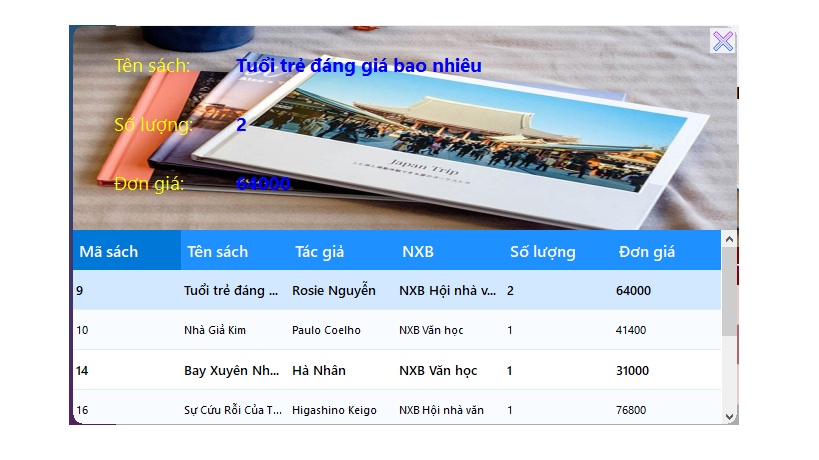 Tên sách: Tuổi trẻ đáng giá bao nhiêu
Số lượng: 2
Japan Trip
Đơn giá: 64000
Mã sách Tên sách Tác giả NXB Số lượng Đơn giá
9 Tuổi trẻ đáng ... Rosie Nguyễn NXB Hội nhà v... 2 64000
10 Nhà Giả Kim Paulo Coelho NXB Văn học 1 41400
14 Bay Xuyên Nh... Hà Nhân NXB Văn học 1 31000
16 Sự Cứu Rỗi Của T... Higashino Keigo NXB Hội nhà văn 1 76800